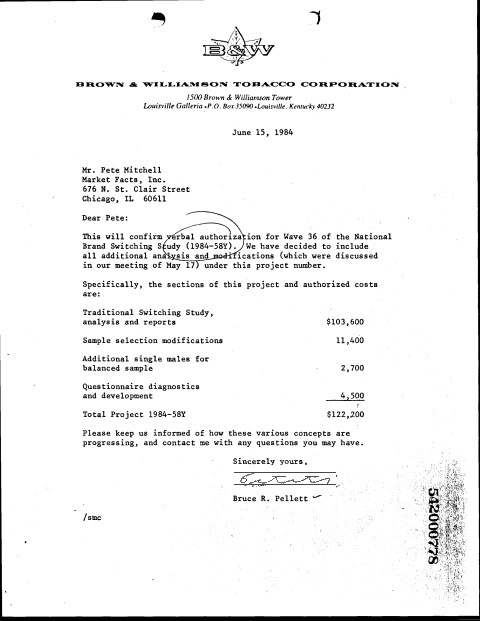 B&W
BROWN & WILLIAMSON TOBACCO CORPORATION
1500 Brown & Williamson Tower
Louisville Galleria • P.O. Box 35090 • Louisville, Kentucky 40232
June 15, 1984
Mr. Pete Mitchell
Market Facts, Inc.
676 N. St. Clair Street
Chicago, IL 60611
Dear Pete:
This will confirm verbal authorization for Wave 36 of the National
Brand Switching Study (1984-58Y). We have decided to include
all additional analysis and modifications (which were discussed
in our meeting of May 17) under this project number.
Specifically, the sections of this project and authorized costs
are:
Traditional Switching Study,
analysis and reports $103,600
Sample selection modifications 11,400
Additional single males for
balanced sample 2,700
Questionnaire diagnostics
and development 4,500
Total Project 1984-58Y $122,200
Please keep us informed of how these various concepts are
progressing, and contact me with any questions you may have.
Sincerely yours,
Bruce R. Pellett
/smc
542000778